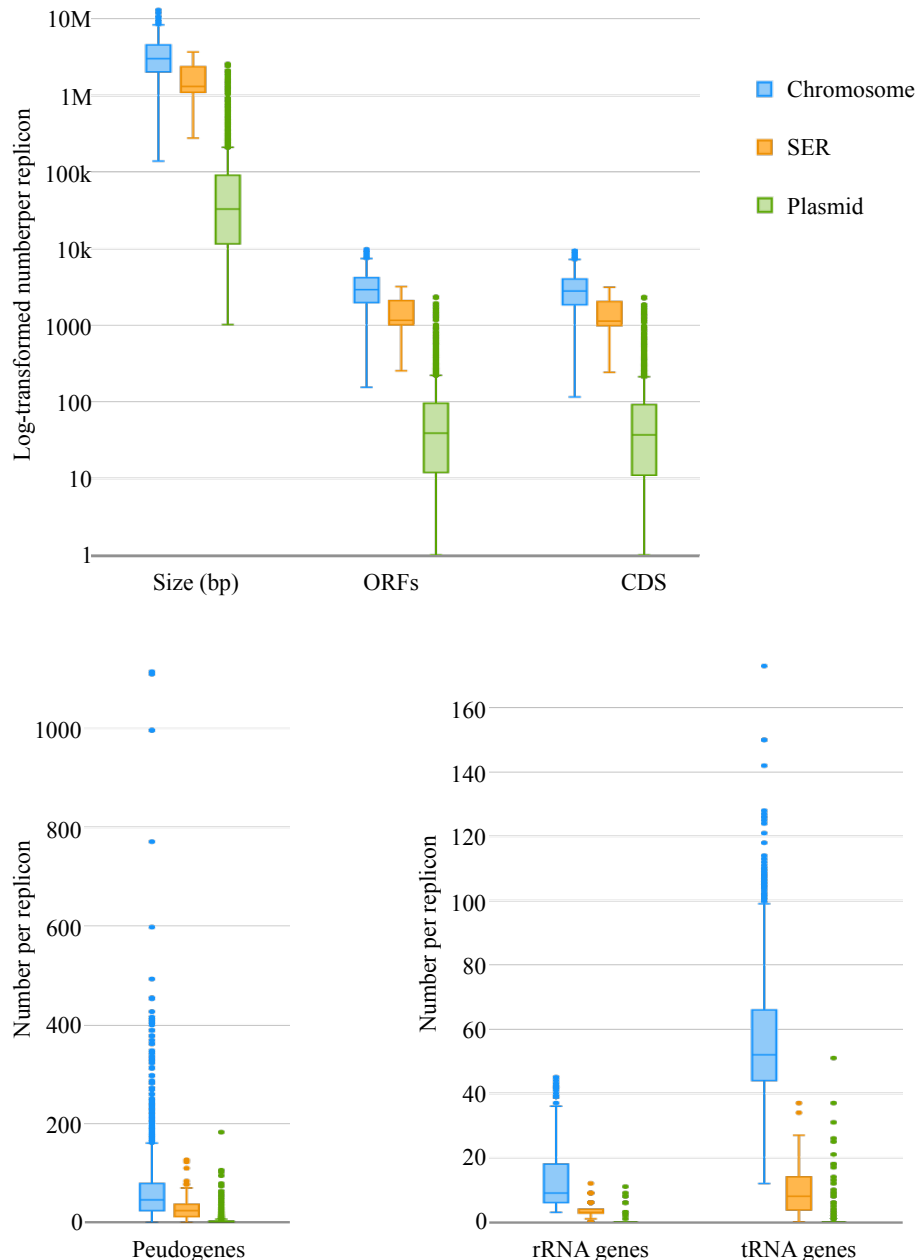 10M
1M
100k
10k
1000
100
10
1
Log-transformed numberper replicon
Size (bp)
ORFs
CDS
Chromosome
SER
Plasmid
1000
800
600
400
200
0
Number per replicon
Peudogenes
160
140
120
100
80
60
40
20
0
Number per replicon
rRNA genes
tRNA genes